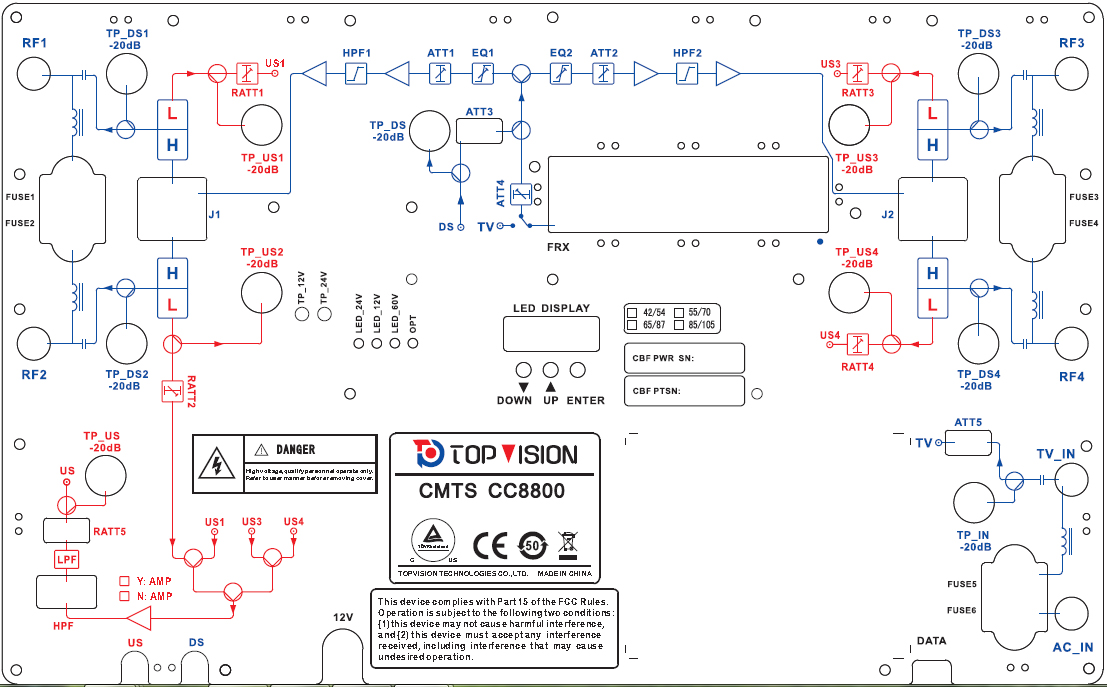 RF1
TP_DS1
-20dB
US1
RATT1
TP_US1
-20dB
L
H
FUSE1
FUSE2
J1
H
L
TP_US2
-20dB
RF2
TP_DS2
-20dB
RATT2
HPF1
ATT1
EQ1
EQ2
ATT2
HPF2
TP_DS
-20dB
ATT3
ATT4
DS
TV
FRX
TP_DS3
-20dB
RF3
US3
RATT3
TP_US3
-20dB
L
H
FUSE3
FUSE4
J2
H
L
TP_US4
-20dB
US4
RATT4
TP_DS4
-20dB
RF4
TP_12V
TP_24V
LED_24V
LED_12V
LED_60V
OPT
LED DISPLAY
DOWN UP ENTER
42/54 55/70
65/87 85/105
CBF PWR SN:
CBF PTSN:
DANGER
High voltage, qualify personnel operate only.
Refer to user manner before removing cover.
TOP VISION
CMTS CC8800
C US
CE
50
TOPVISION TECHNOLOGIES CO.,LTD. MADE IN CHINA
This device complies with Part 15 of the FCC Rules.
Operation is subject to the following two conditions:
(1) this device may not cause harmful interference,
and (2) this device must accept any interference
received, including interference that may cause
undesired operation.
TP_US
-20dB
US
RATT5
LPF
HPF
Y: AMP
N: AMP
US1
US3
US4
US
DS
12V
TV
ATT5
TV_IN
TP_IN
-20dB
FUSE5
FUSE6
AC_IN
DATA